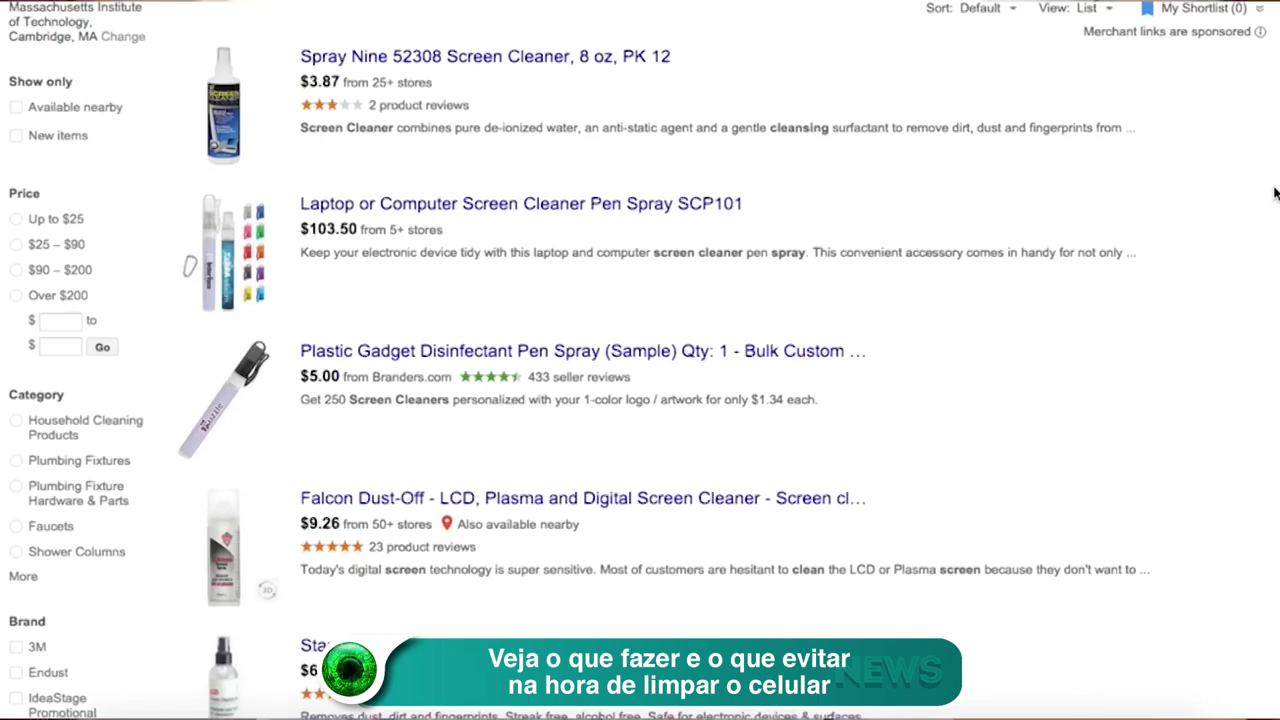 Massachusetts Institute
of Technology,
Cambridge, MA Change
Sort: Default View: List My Shortlist (0)
Merchant links are sponsored
Show only
Available nearby
New items
Price
Up to $25
$25 – $90
$90 – $200
Over $200
$ to
$ Go
Category
Household Cleaning
Products
Plumbing Fixtures
Plumbing Fixture
Hardware & Parts
Faucets
Shower Columns
More
Brand
3M
Endust
IdeaStage
Promotional
Spray Nine 52308 Screen Cleaner, 8 oz, PK 12
$3.87 from 25+ stores
2 product reviews
Screen Cleaner combines pure de-ionized water, an anti-static agent and a gentle cleansing surfactant to remove dirt, dust and fingerprints from ...
Laptop or Computer Screen Cleaner Pen Spray SCP101
$103.50 from 5+ stores
Keep your electronic device tidy with this laptop and computer screen cleaner pen spray. This convenient accessory comes in handy for not only ...
Plastic Gadget Disinfectant Pen Spray (Sample) Qty: 1 - Bulk Custom ...
$5.00 from Branders.com 433 seller reviews
Get 250 Screen Cleaners personalized with your 1-color logo / artwork for only $1.34 each.
Falcon Dust-Off - LCD, Plasma and Digital Screen Cleaner - Screen cl...
$9.26 from 50+ stores Also available nearby
23 product reviews
Today's digital screen technology is super sensitive. Most of customers are hesitant to clean the LCD or Plasma screen because they don't want to ...
3D
Sta
$6
Removes dust, dirt and fingerprints. Streak free, alcohol free. Safe for electronic devices & surfaces.
Veja o que fazer e o que evitar
na hora de limpar o celular
NEWS